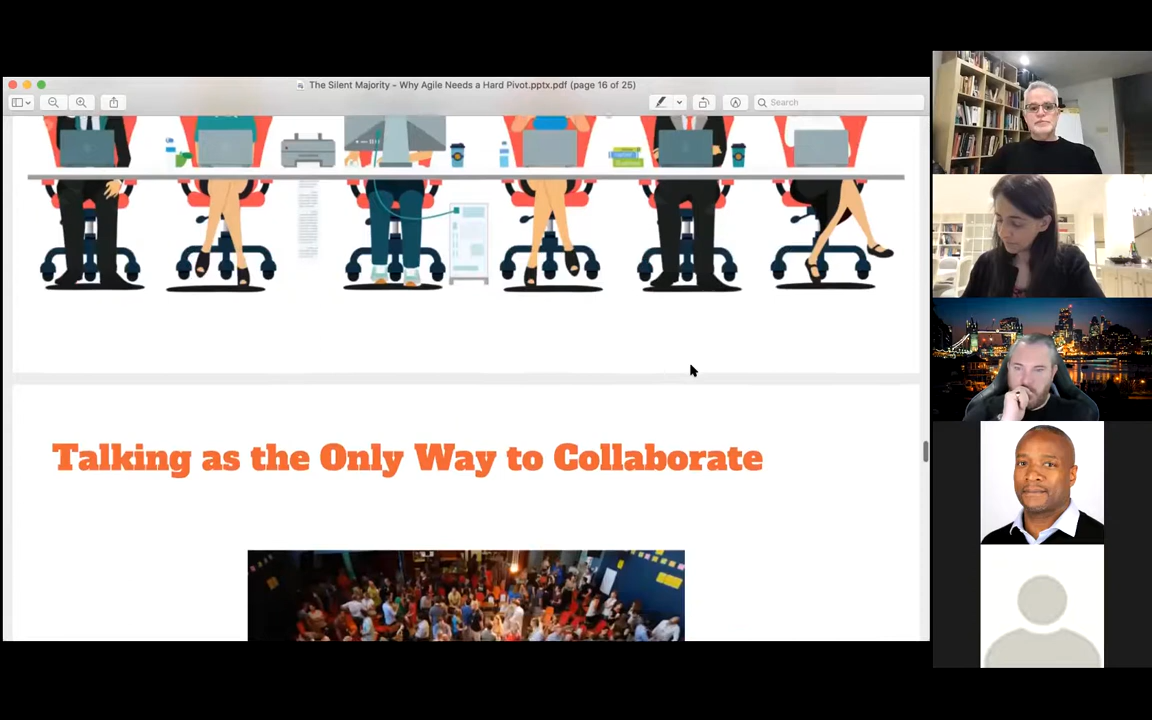 The Silent Majority - Why Agile Needs a Hard Pivot.pptx.pdf (page 16 of 25)
Search
Talking as the Only Way to Collaborate